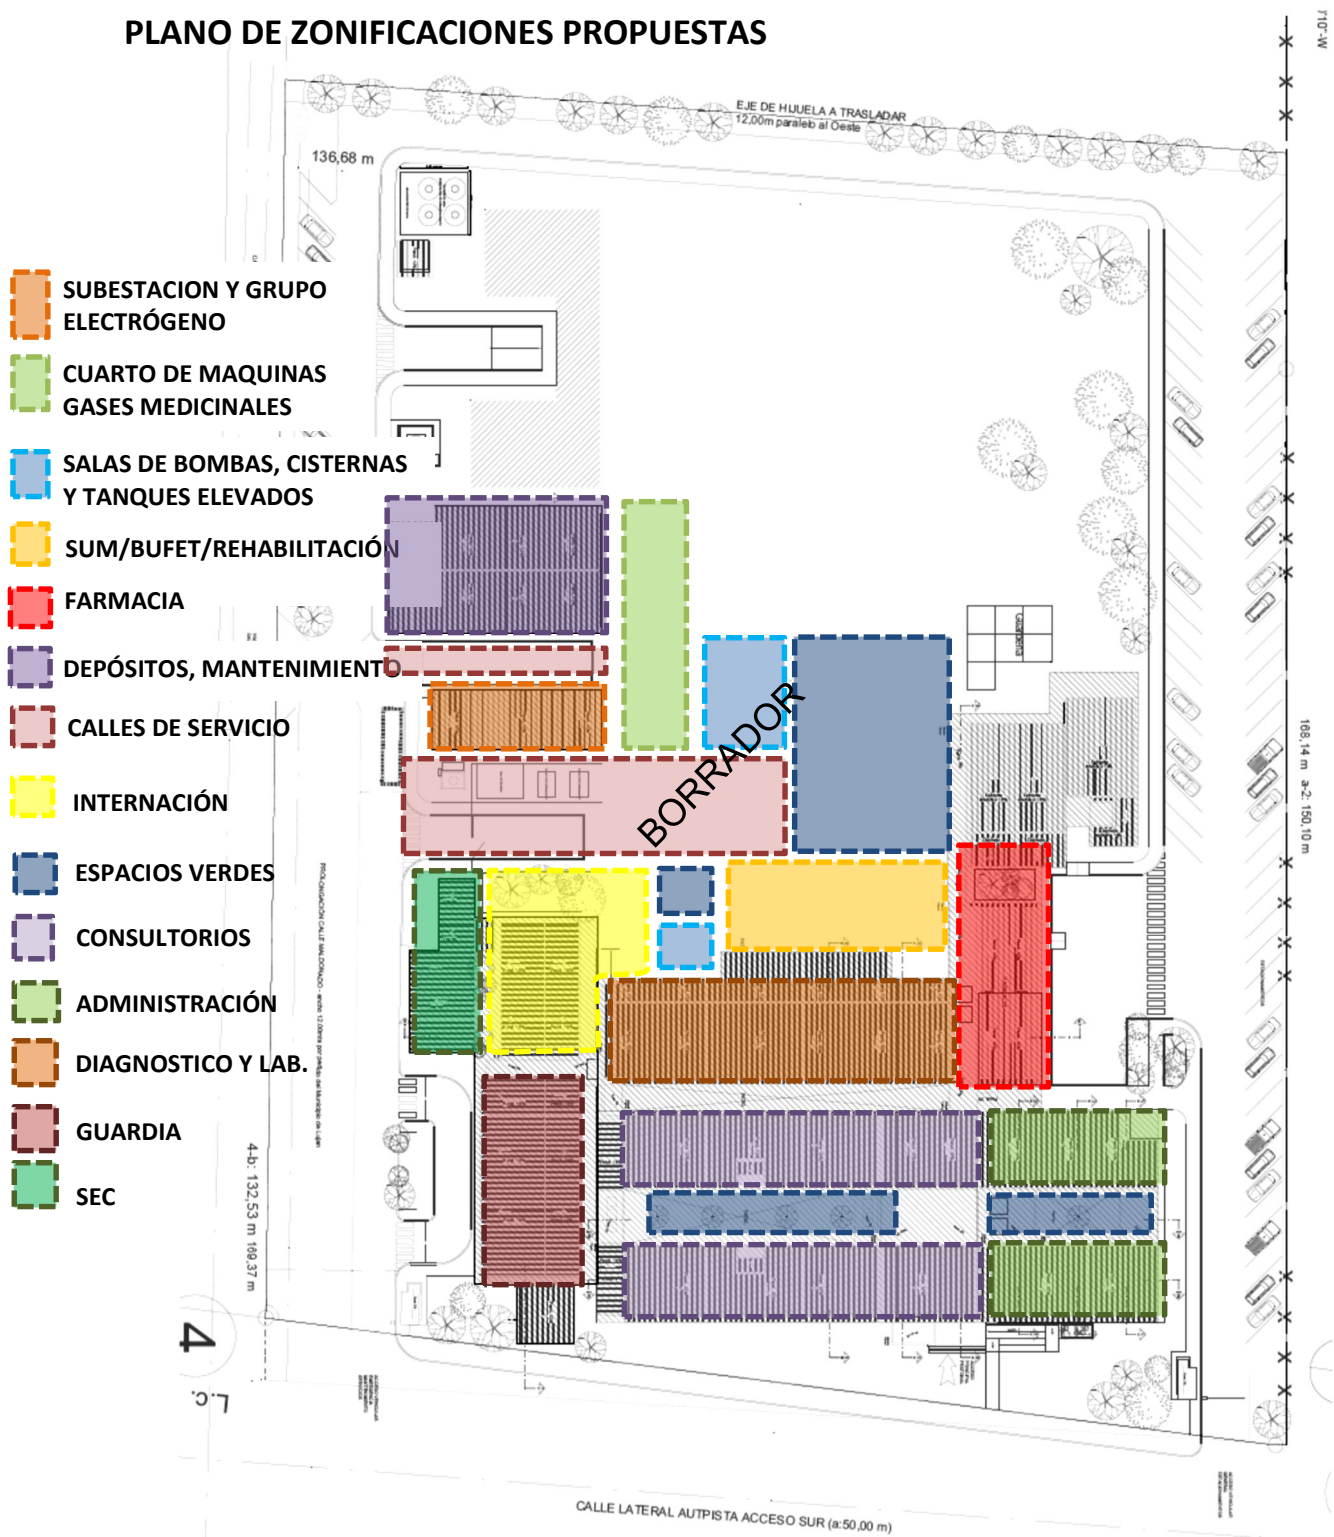 PLANO DE ZONIFICACIONES PROPUESTAS
EJE DE HIJUELA A TRASLADAR
12,00m paralelo al Oeste
136,68 m
SUBESTACION Y GRUPO
ELECTRÓGENO
CUARTO DE MAQUINAS
GASES MEDICINALES
SALAS DE BOMBAS, CISTERNAS
Y TANQUES ELEVADOS
SUM/BUFET/REHABILITACIÓN
FARMACIA
DEPÓSITOS, MANTENIMIENTO
CALLES DE SERVICIO
INTERNACIÓN
ESPACIOS VERDES
CONSULTORIOS
ADMINISTRACIÓN
DIAGNOSTICO Y LAB.
GUARDIA
SEC
BORRADOR
168,14 m a-2: 150,10 m
4-b: 132,53 m 169,37 m
4
L.C.
CALLE LATERAL AUTPISTA ACCESO SUR (a:50,00 m)